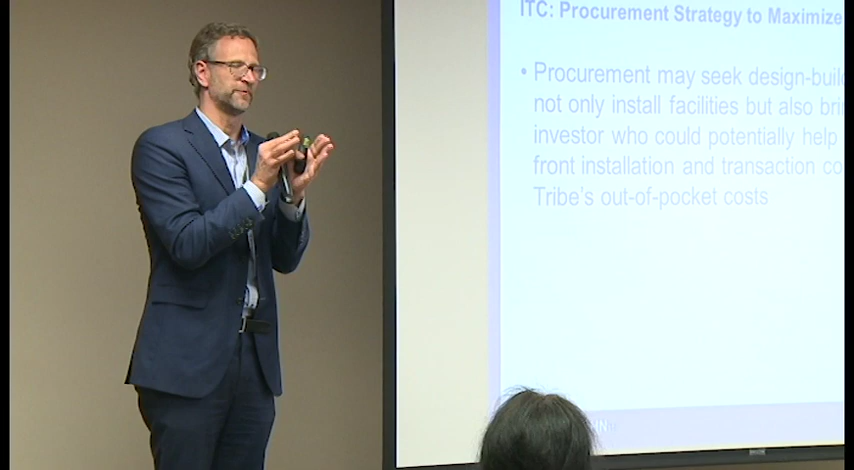 ITC: Procurement Strategy to Maximize
• Procurement may seek design-buil
not only install facilities but also bri
investor who could potentially help
front installation and transaction co
Tribe's out-of-pocket costs